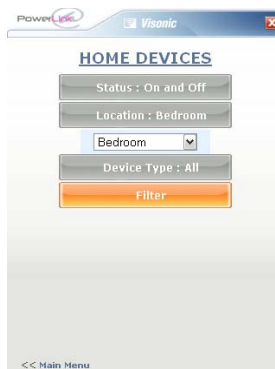 PowerLink
Visonic
HOME DEVICES
Status : On and Off
Location : Bedroom
Bedroom
Device Type : All
Filter
<< Main Menu